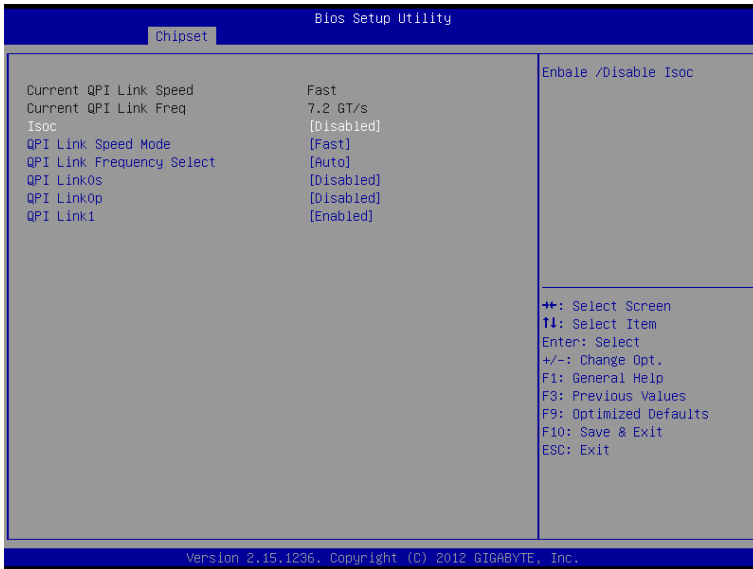 Bios Setup Utility
Chipset
Current QPI Link Speed Fast
Current QPI Link Freq 7.2 GT/s
Isoc [Disabled]
QPI Link Speed Mode [Fast]
QPI Link Frequency Select [Auto]
QPI Link0s [Disabled]
QPI Link0p [Disabled]
QPI Link1 [Enabled]
Enbale /Disable Isoc
→←: Select Screen
↑↓: Select Item
Enter: Select
+/-: Change Opt.
F1: General Help
F3: Previous Values
F9: Optimized Defaults
F10: Save & Exit
ESC: Exit
Version 2.15.1236. Copyright (C) 2012 GIGABYTE, Inc.